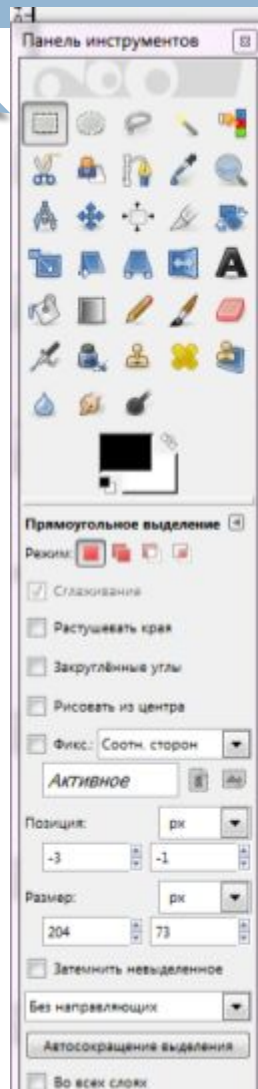 Панель инструментов
Прямоугольное выделение
Режим:
Сглаживание
Растушевать края
Закруглённые углы
Рисовать из центра
Фикс.: Соотн. сторон
Активное
Позиция: px
-3 -1
Размер: px
204 73
Затемнить невыделенное
Без направляющих
Автосокращение выделения
Во всех слоях